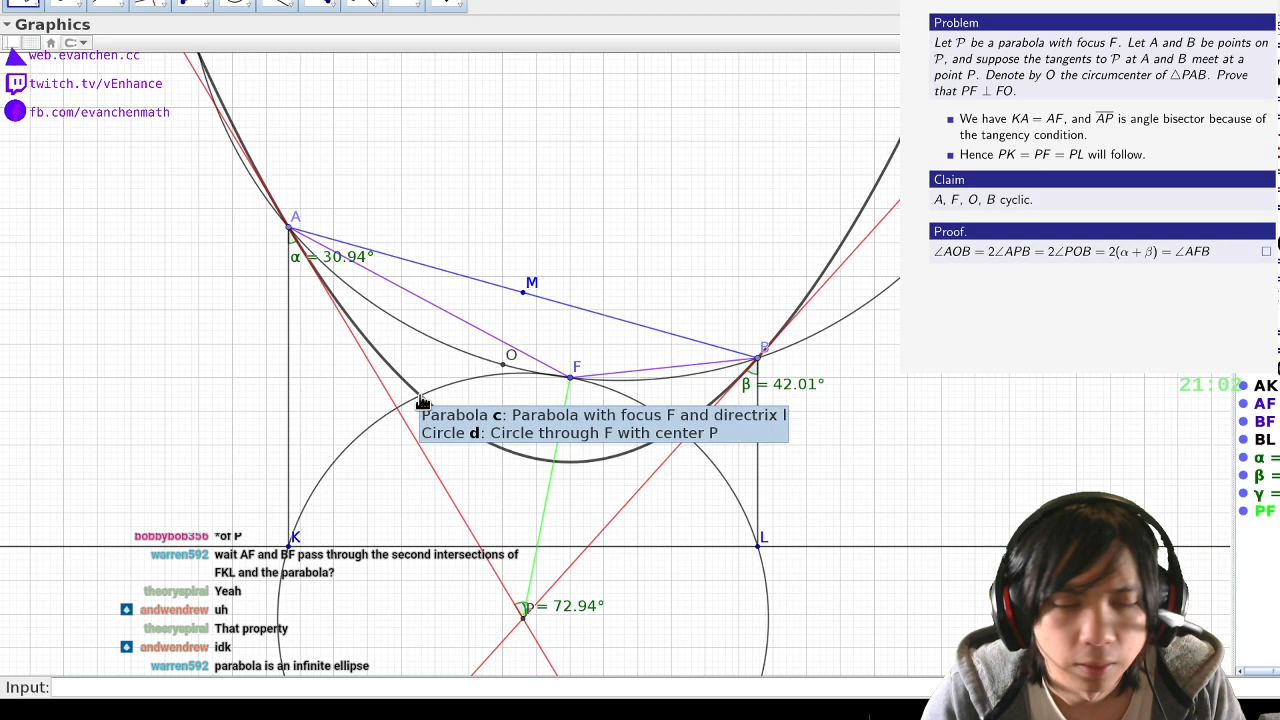 Graphics
web.evanchen.cc
twitch.tv/vEnhance
fb.com/evanchenmath
Problem
Let P be a parabola with focus F. Let A and B be points on
P, and suppose the tangents to P at A and B meet at a
point P. Denote by O the circumcenter of △PAB. Prove
that PF ⊥ FO.
We have KA = AF, and AP is angle bisector because of
the tangency condition.
Hence PK = PF = PL will follow.
Claim
A, F, O, B cyclic.
Proof.
∠AOB = 2∠APB = 2∠POB = 2(α + β) = ∠AFB □
A
α = 30.94°
M
O
F
B
β = 42.01°
Parabola c: Parabola with focus F and directrix l
Circle d: Circle through F with center P
21:02
AK
AF
BF
BL
α =
β =
γ =
PF
K
L
P
= 72.94°
bobbybob356 *of P
warren592 wait AF and BF pass through the second intersections of
FKL and the parabola?
theoryspiral Yeah
andwendrew uh
theoryspiral That property
andwendrew idk
warren592 parabola is an infinite ellipse
Input: